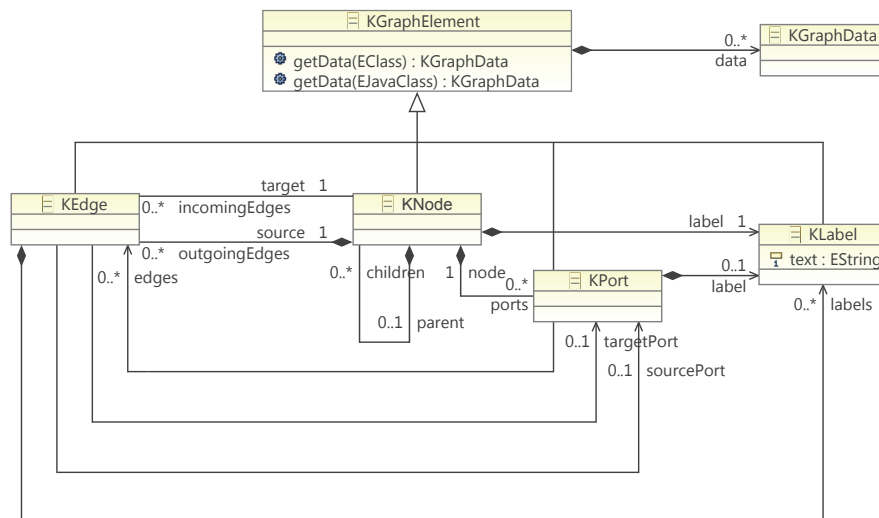 KGraphElement
getData(EClass) : KGraphData
getData(EJavaClass) : KGraphData
0..*
data
KGraphData
KEdge
target 1
0..* incomingEdges
source 1
0..* outgoingEdges
0..* edges
KNode
0..* children
0..1 parent
1 node
0..*
ports
label 1
KLabel
text : EString
KPort
0..1
label
0..* labels
0..1 targetPort
0..1 sourcePort